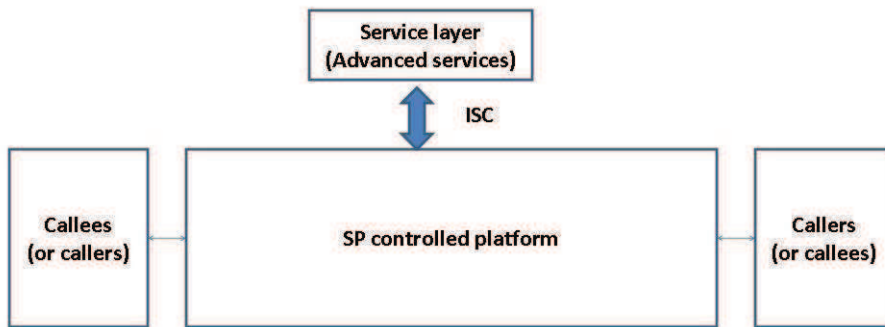 Service layer
(Advanced services)
ISC
Callees
(or callers)
SP controlled platform
Callers
(or callees)